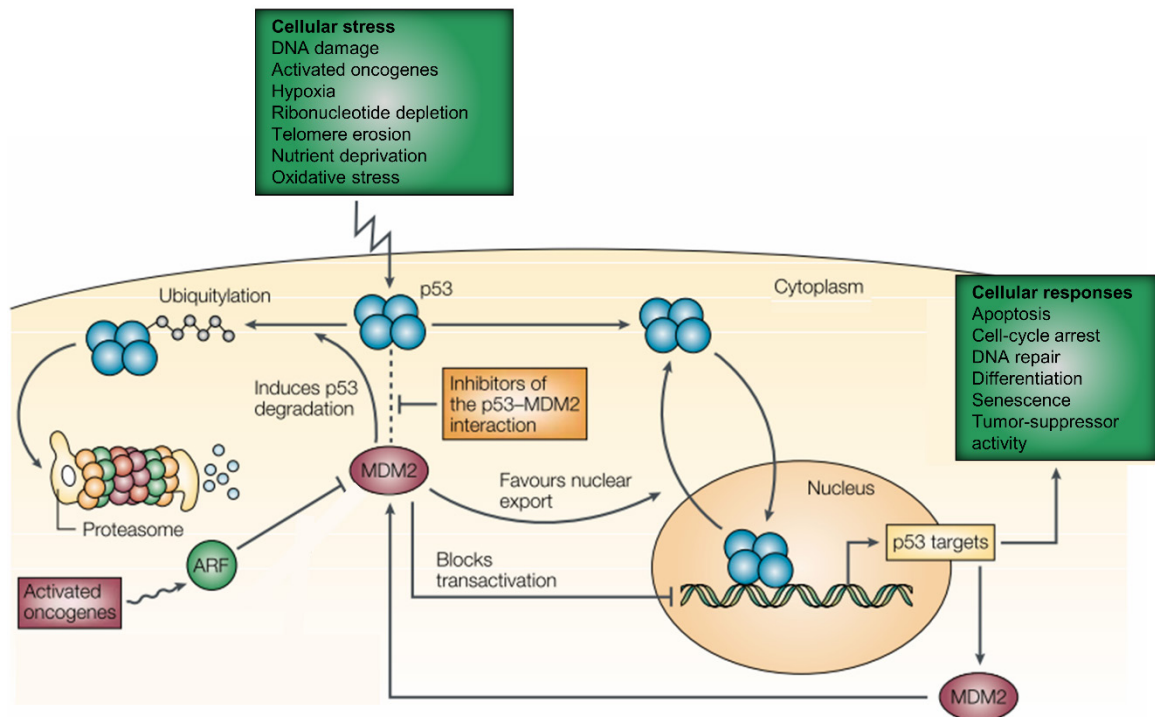 Cellular stress
DNA damage
Activated oncogenes
Hypoxia
Ribonucleotide depletion
Telomere erosion
Nutrient deprivation
Oxidative stress
Ubiquitylation
p53
Cytoplasm
Cellular responses
Apoptosis
Cell-cycle arrest
DNA repair
Differentiation
Senescence
Tumor-suppressor
activity
Induces p53
degradation
Inhibitors of
the p53–MDM2
interaction
MDM2
Favours nuclear
export
Nucleus
Proteasome
p53 targets
ARF
Blocks
transactivation
Activated
oncogenes
MDM2